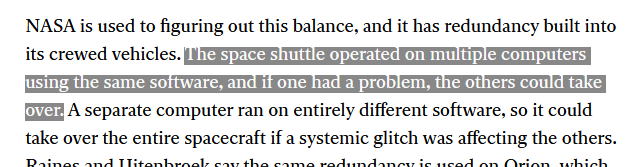 NASA is used to figuring out this balance, and it has redundancy built into
its crewed vehicles. The space shuttle operated on multiple computers
using the same software, and if one had a problem, the others could take
over. A separate computer ran on entirely different software, so it could
take over the entire spacecraft if a systemic glitch was affecting the others.
Raines and Uitenbroek say the same redundancy is used on Orion, which